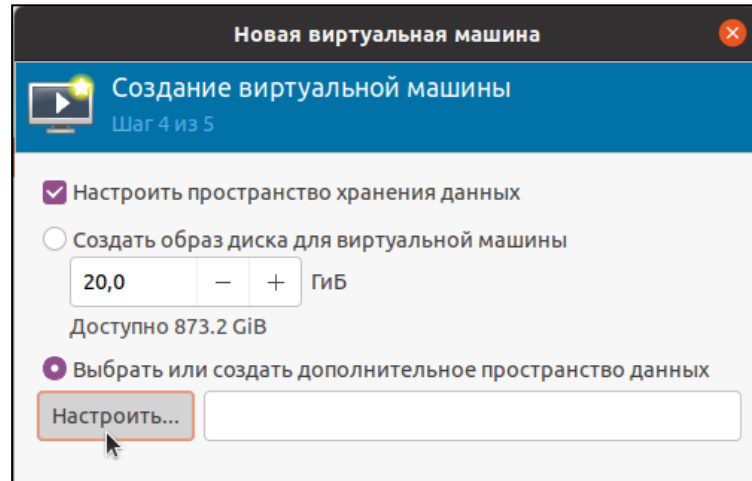 Новая виртуальная машина
Создание виртуальной машины
Шаг 4 из 5
Настроить пространство хранения данных
Создать образ диска для виртуальной машины
20,0 − + ГиБ
Доступно 873.2 GiB
Выбрать или создать дополнительное пространство данных
Настроить...